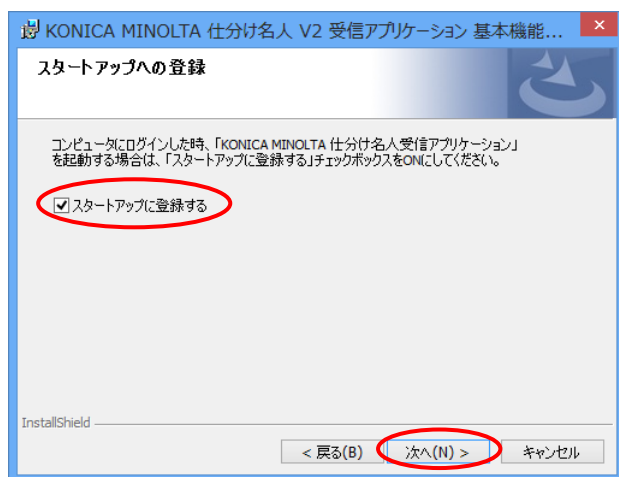 KONICA MINOLTA 仕分け名人 V2 受信アプリケーション 基本機能...
スタートアップへの登録
コンピュータにログインした時、「KONICA MINOLTA 仕分け名人受信アプリケーション」
を起動する場合は、「スタートアップに登録する」チェックボックスをONにしてください。
スタートアップに登録する
InstallShield
< 戻る(B)
次へ(N) >
キャンセル